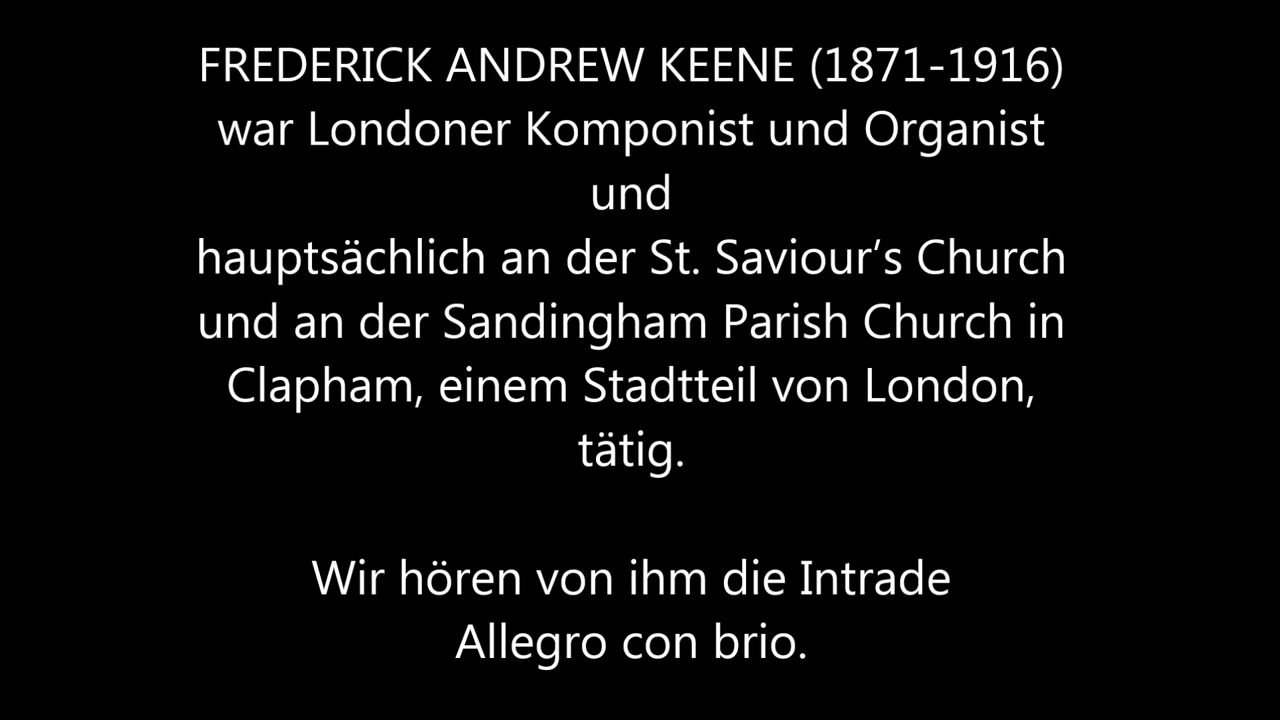 FREDERICK ANDREW KEENE (1871-1916)
war Londoner Komponist und Organist
und
hauptsächlich an der St. Saviour’s Church
und an der Sandingham Parish Church in
Clapham, einem Stadtteil von London,
tätig.
Wir hören von ihm die Intrade
Allegro con brio.